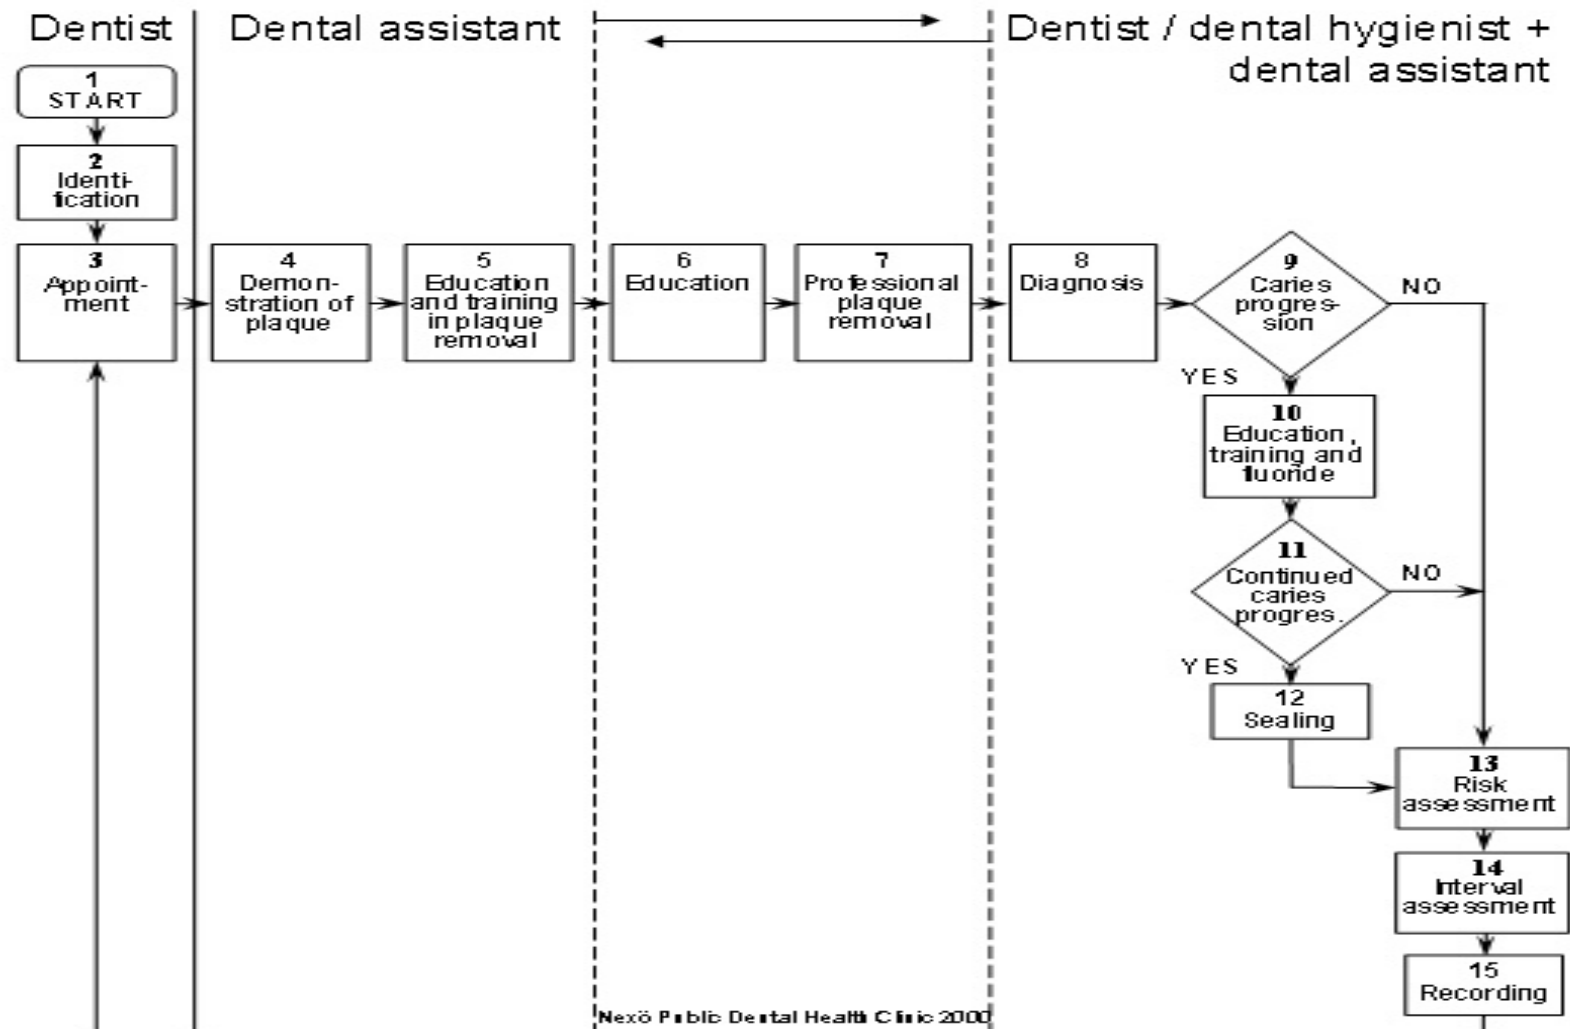 Dentist
Dental assistant
Dentist / dental hygienist +
dental assistant
1
START
2
Identi-
fication
3
Appoint-
ment
4
Demon-
stration of
plaque
5
Education
and training
in plaque
removal
6
Education
7
Professional
plaque
removal
8
Diagnosis
9
Caries
progres-
sion
NO
YES
10
Education,
training and
fluoride
11
Continued
caries
progres.
NO
YES
12
Sealing
13
Risk
assessment
14
Interval
assessment
15
Recording
Nexö Public Dental Health Clinic 2000